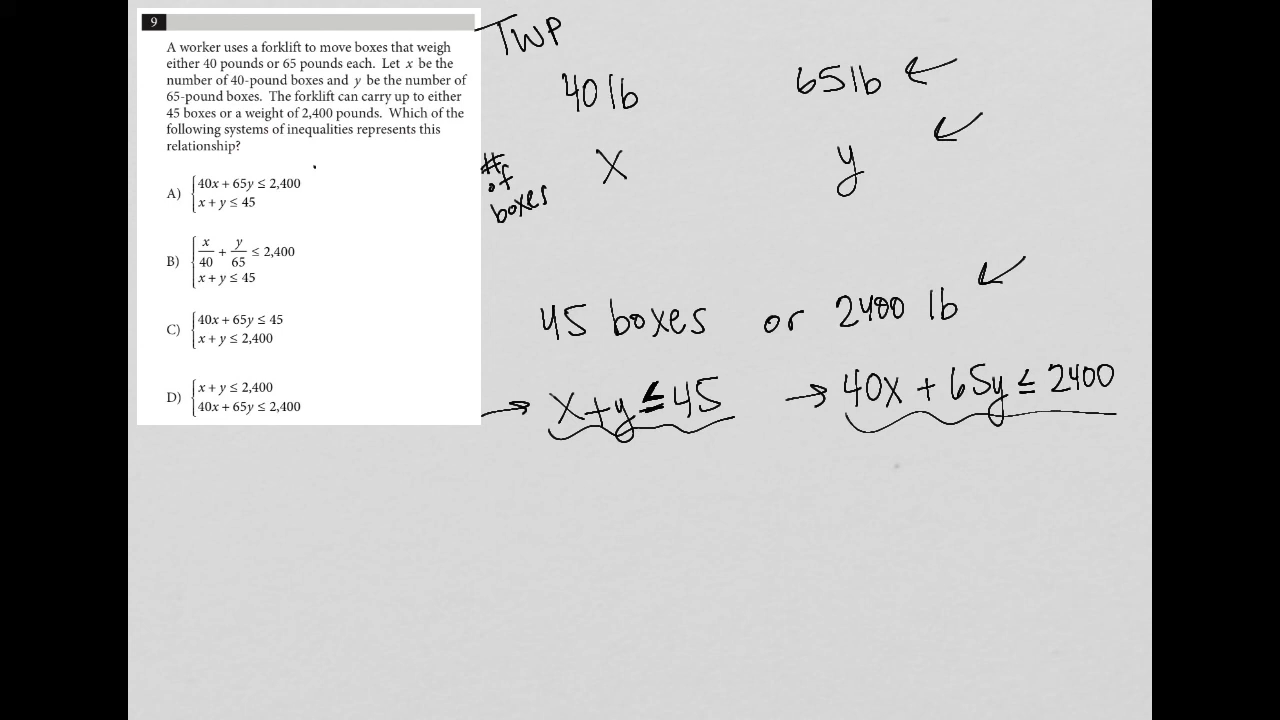 9
A worker uses a forklift to move boxes that weigh
either 40 pounds or 65 pounds each. Let x be the
number of 40-pound boxes and y be the number of
65-pound boxes. The forklift can carry up to either
45 boxes or a weight of 2,400 pounds. Which of the
following systems of inequalities represents this
relationship?
A) { 40x + 65y ≤ 2,400
x + y ≤ 45
B) { x/40 + y/65 ≤ 2,400
x + y ≤ 45
C) { 40x + 65y ≤ 45
x + y ≤ 2,400
D) { x + y ≤ 2,400
40x + 65y ≤ 2,400
TWP
40 lb 65 lb ←
# of boxes x y ←
45 boxes or 2400 lb ←
→ x + y ≤ 45 → 40x + 65y ≤ 2400